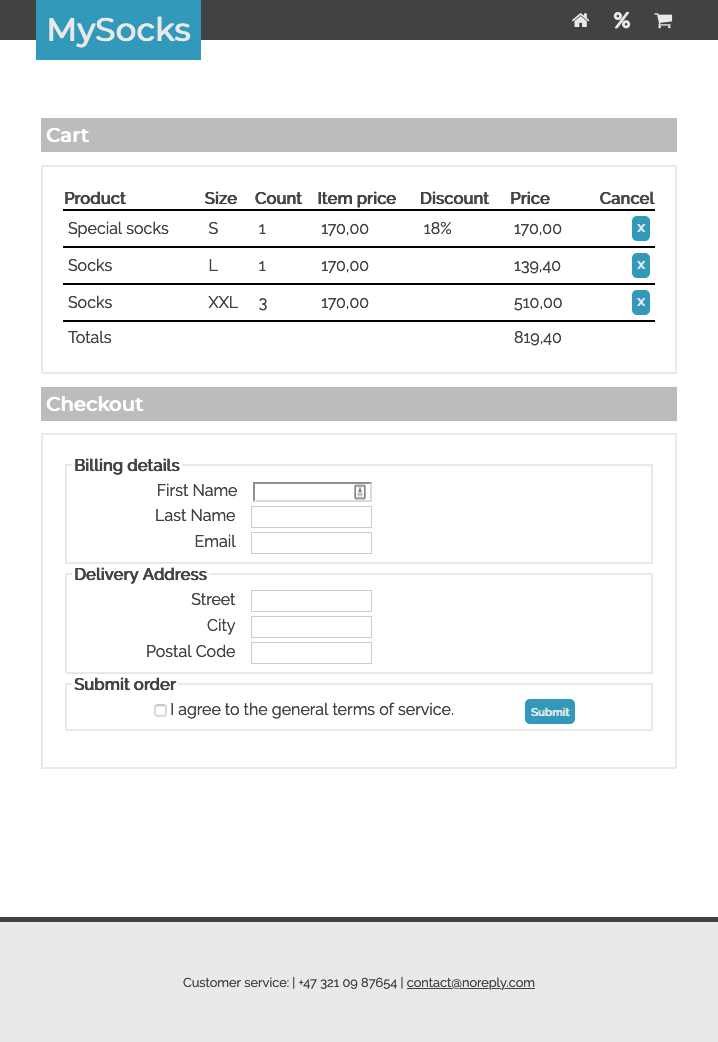 MySocks %
Cart
Product Size Count Item price Discount Price Cancel
Special socks S 1 170,00 18% 170,00 x
Socks L 1 170,00 139,40 x
Socks XXL 3 170,00 510,00 x
Totals 819,40
Checkout
Billing details
First Name
Last Name
Email
Delivery Address
Street
City
Postal Code
Submit order
I agree to the general terms of service. Submit
Customer service: | +47 321 09 87654 | contact@noreply.com